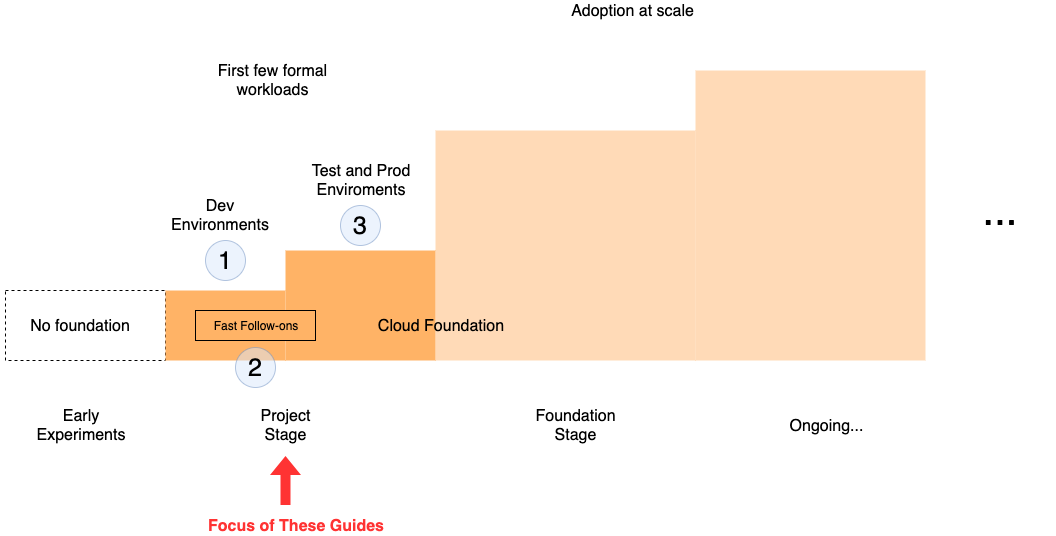 Adoption at scale
First few formal
workloads
Test and Prod
Enviroments
Dev
Environments
3
1
No foundation
Fast Follow-ons
Cloud Foundation
2
Early
Experiments
Project
Stage
Foundation
Stage
Ongoing...
...
Focus of These Guides